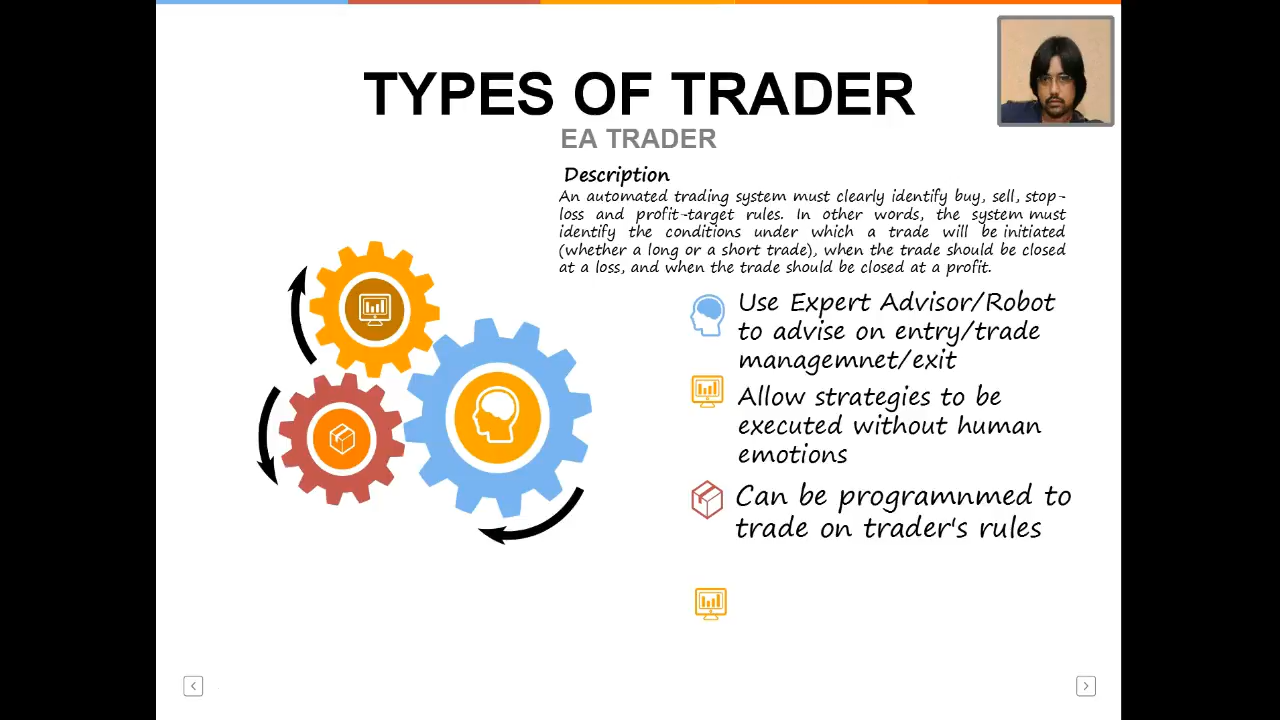 TYPES OF TRADER
EA TRADER
Description
An automated trading system must clearly identify buy, sell, stop-
loss and profit-target rules. In other words, the system must
identify the conditions under which a trade will be initiated
(whether a long or a short trade), when the trade should be closed
at a loss, and when the trade should be closed at a profit.
Use Expert Advisor/Robot
to advise on entry/trade
managemnet/exit
Allow strategies to be
executed without human
emotions
Can be programnmed to
trade on trader's rules